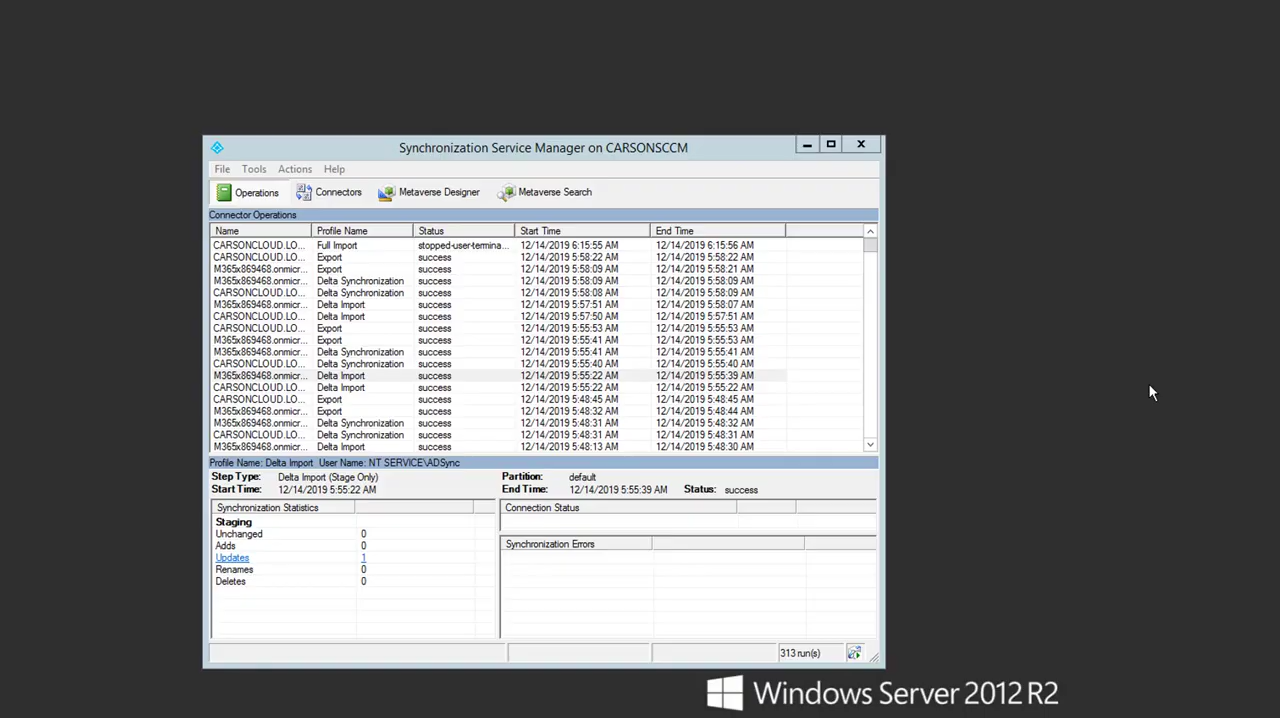 Synchronization Service Manager on CARSONSCCM
File Tools Actions Help
Operations Connectors Metaverse Designer Metaverse Search
Connector Operations
Name Profile Name Status Start Time End Time
CARSONCLOUD.LO... Full Import stopped-user-termina... 12/14/2019 6:15:55 AM 12/14/2019 6:15:56 AM
CARSONCLOUD.LO... Export success 12/14/2019 5:58:22 AM 12/14/2019 5:58:22 AM
M365x869468.onmicr... Export success 12/14/2019 5:58:09 AM 12/14/2019 5:58:21 AM
M365x869468.onmicr... Delta Synchronization success 12/14/2019 5:58:09 AM 12/14/2019 5:58:09 AM
CARSONCLOUD.LO... Delta Synchronization success 12/14/2019 5:58:08 AM 12/14/2019 5:58:09 AM
M365x869468.onmicr... Delta Import success 12/14/2019 5:57:51 AM 12/14/2019 5:58:07 AM
CARSONCLOUD.LO... Delta Import success 12/14/2019 5:57:50 AM 12/14/2019 5:57:51 AM
CARSONCLOUD.LO... Export success 12/14/2019 5:55:53 AM 12/14/2019 5:55:53 AM
M365x869468.onmicr... Export success 12/14/2019 5:55:41 AM 12/14/2019 5:55:53 AM
M365x869468.onmicr... Delta Synchronization success 12/14/2019 5:55:41 AM 12/14/2019 5:55:41 AM
CARSONCLOUD.LO... Delta Synchronization success 12/14/2019 5:55:40 AM 12/14/2019 5:55:40 AM
M365x869468.onmicr... Delta Import success 12/14/2019 5:55:22 AM 12/14/2019 5:55:39 AM
CARSONCLOUD.LO... Delta Import success 12/14/2019 5:55:22 AM 12/14/2019 5:55:22 AM
CARSONCLOUD.LO... Export success 12/14/2019 5:48:45 AM 12/14/2019 5:48:45 AM
M365x869468.onmicr... Export success 12/14/2019 5:48:32 AM 12/14/2019 5:48:44 AM
M365x869468.onmicr... Delta Synchronization success 12/14/2019 5:48:31 AM 12/14/2019 5:48:32 AM
CARSONCLOUD.LO... Delta Synchronization success 12/14/2019 5:48:31 AM 12/14/2019 5:48:31 AM
M365x869468.onmicr... Delta Import success 12/14/2019 5:48:13 AM 12/14/2019 5:48:30 AM
Profile Name: Delta Import User Name: NT SERVICE\ADSync
Step Type: Delta Import (Stage Only) Partition: default
Start Time: 12/14/2019 5:55:22 AM End Time: 12/14/2019 5:55:39 AM Status: success
Synchronization Statistics Connection Status
Staging
Unchanged 0
Adds 0
Synchronization Errors
Updates 1
Renames 0
Deletes 0
313 run(s)
Windows Server 2012 R2